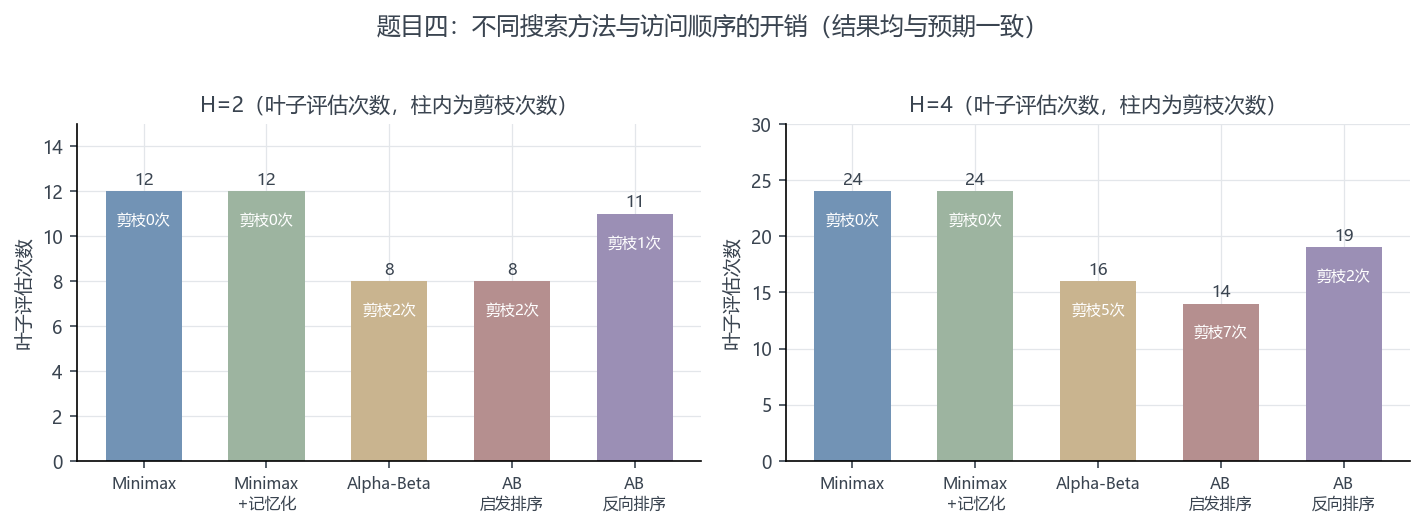 题目四：不同搜索方法与访问顺序的开销（结果均与预期一致）
H=2（叶子评估次数，柱内为剪枝次数）
叶子评估次数
14
12
10
8
6
4
2
0
12
12
8
8
11
剪枝0次
剪枝0次
剪枝2次
剪枝2次
剪枝1次
Minimax
Minimax
+记忆化
Alpha-Beta
AB
启发排序
AB
反向排序
H=4（叶子评估次数，柱内为剪枝次数）
叶子评估次数
30
25
20
15
10
5
0
24
24
16
14
19
剪枝0次
剪枝0次
剪枝5次
剪枝7次
剪枝2次
Minimax
Minimax
+记忆化
Alpha-Beta
AB
启发排序
AB
反向排序